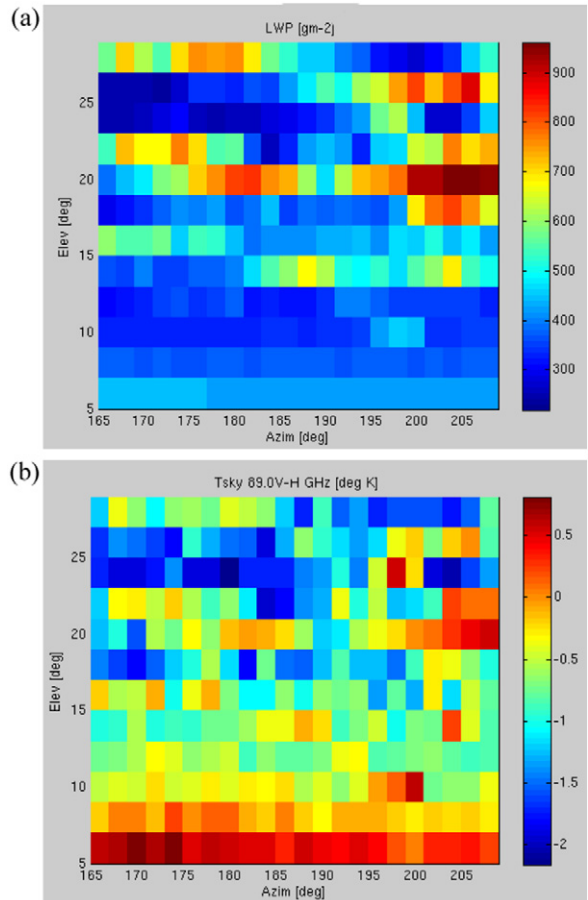 (a)
LWP [gm-2]
Elev [deg]
25
20
15
10
5
165 170 175 180 185 190 195 200 205
Azim [deg]
900
800
700
600
500
400
300
(b)
Tsky 89.0V-H GHz [deg K]
Elev [deg]
25
20
15
10
5
165 170 175 180 185 190 195 200 205
Azim [deg]
0.5
0
-0.5
-1
-1.5
-2